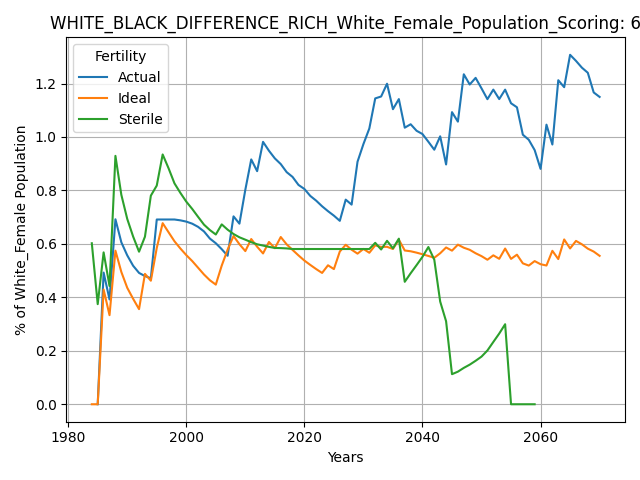 WHITE_BLACK_DIFFERENCE_RICH_White_Female_Population_Scoring: 6
Fertility
Actual
Ideal
Sterile
% of White_Female Population
1.2
1.0
0.8
0.6
0.4
0.2
0.0
1980
2000
2020
2040
2060
Years